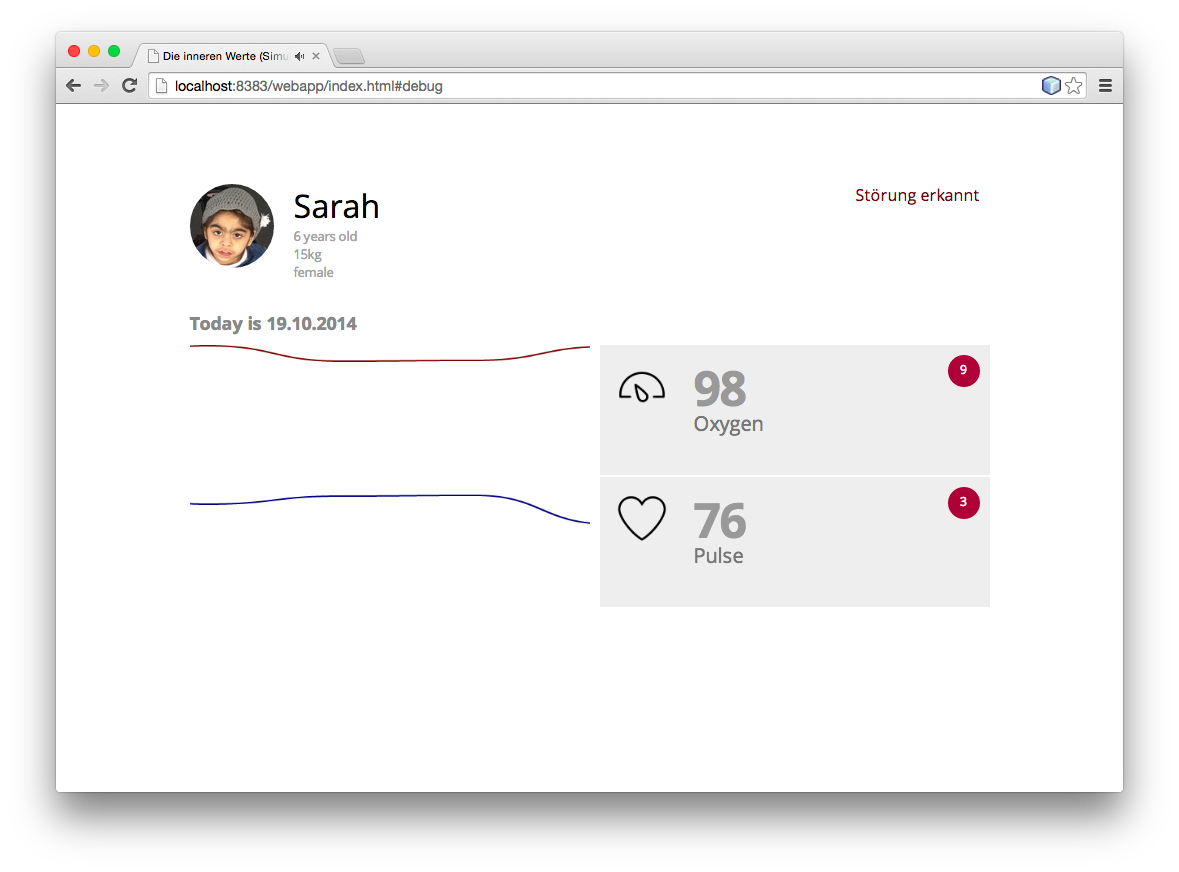 Die inneren Werte (Simu
localhost:8383/webapp/index.html#debug
Sarah
6 years old
15kg
female
Störung erkannt
Today is 19.10.2014
98
Oxygen
9
76
Pulse
3